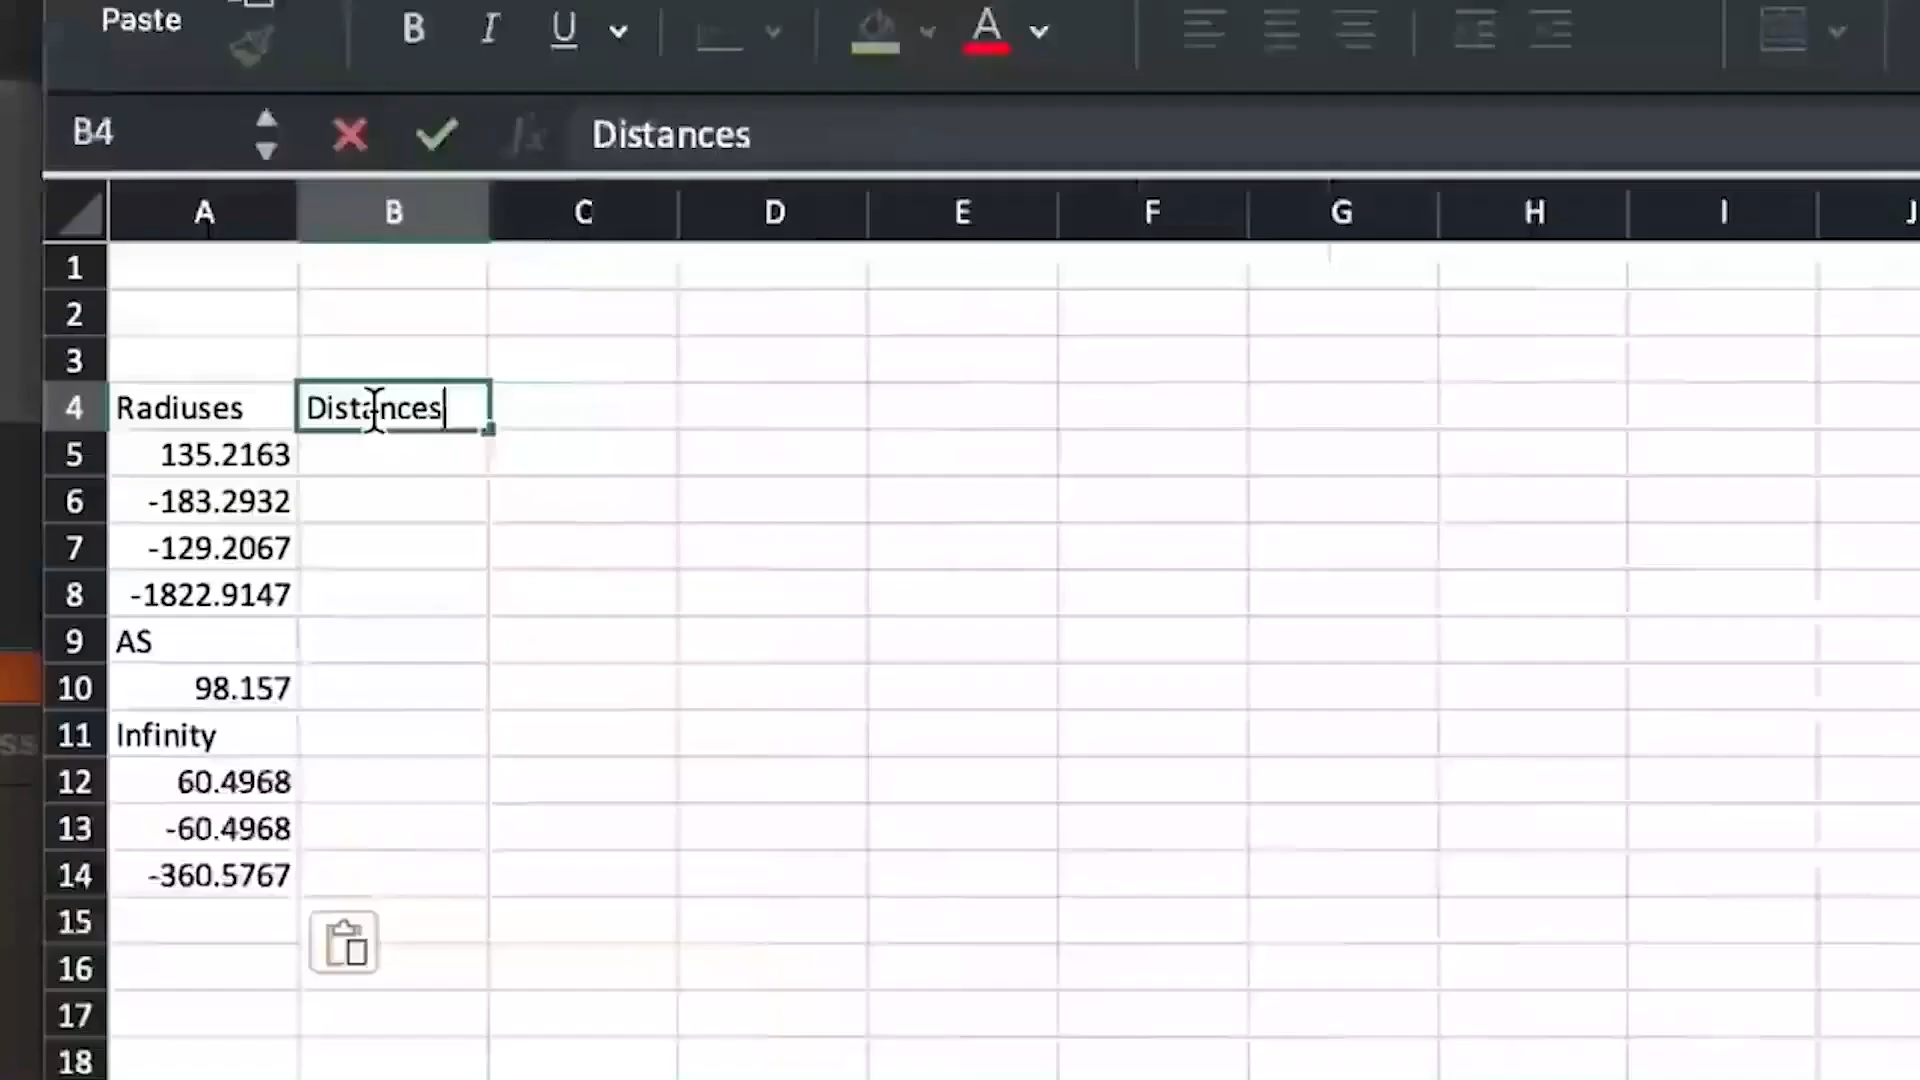 Paste
B
I
U
A
B4
fx
Distances
A B C D E F G H I J
1
2
3
4 Radiuses Distances
5 135.2163
6 -183.2932
7 -129.2067
8 -1822.9147
9 AS
10 98.157
11 Infinity
12 60.4968
13 -60.4968
14 -360.5767
15
16
17
18
ss